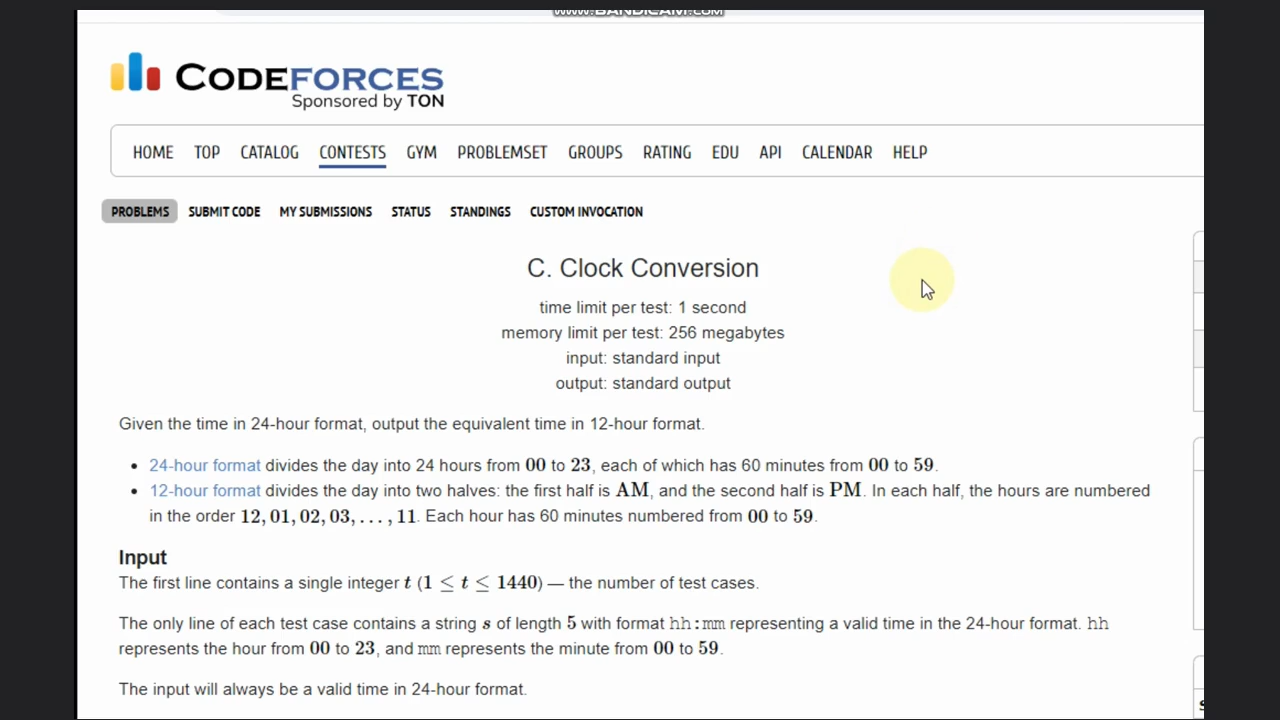 www.BANDICAM.COM
CODEFORCES
Sponsored by TON
HOME TOP CATALOG CONTESTS GYM PROBLEMSET GROUPS RATING EDU API CALENDAR HELP
PROBLEMS SUBMIT CODE MY SUBMISSIONS STATUS STANDINGS CUSTOM INVOCATION
C. Clock Conversion
time limit per test: 1 second
memory limit per test: 256 megabytes
input: standard input
output: standard output
Given the time in 24-hour format, output the equivalent time in 12-hour format.
• 24-hour format divides the day into 24 hours from 00 to 23, each of which has 60 minutes from 00 to 59.
• 12-hour format divides the day into two halves: the first half is AM, and the second half is PM. In each half, the hours are numbered
in the order 12, 01, 02, 03, . . . , 11. Each hour has 60 minutes numbered from 00 to 59.
Input
The first line contains a single integer t (1 ≤ t ≤ 1440) — the number of test cases.
The only line of each test case contains a string s of length 5 with format hh:mm representing a valid time in the 24-hour format. hh
represents the hour from 00 to 23, and mm represents the minute from 00 to 59.
The input will always be a valid time in 24-hour format.